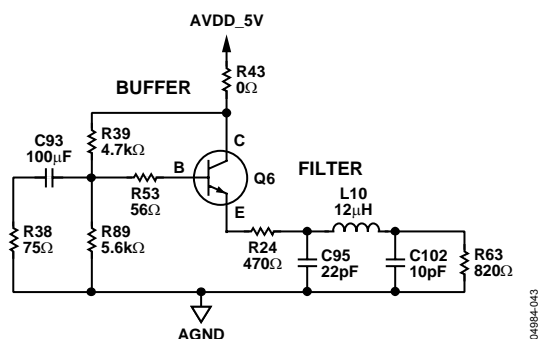 AVDD_5V
R43
0Ω
BUFFER
C
C93
100μF
R39
4.7kΩ
B
Q6
FILTER
R53
56Ω
L10
12μH
E
R38
75Ω
R89
5.6kΩ
R24
470Ω
C95
22pF
C102
10pF
R63
820Ω
AGND
04984-043